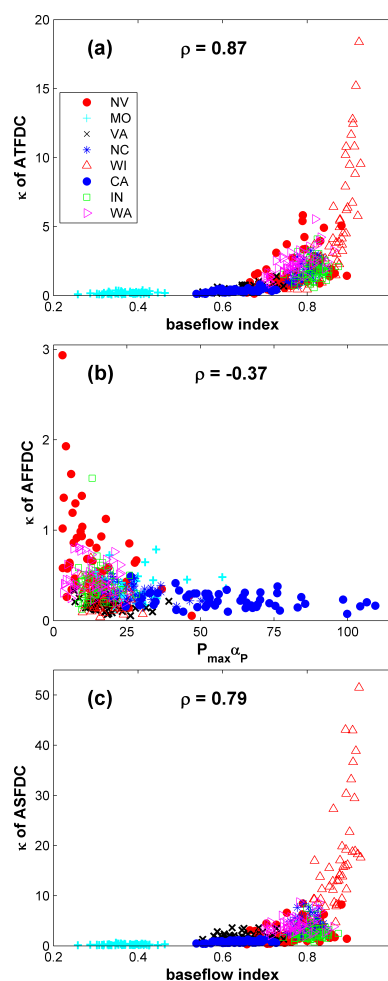 (a)
ρ = 0.87
κ of ATFDC
20
15
10
5
0
NV
MO
VA
NC
WI
CA
IN
WA
0.2 0.4 0.6 0.8
baseflow index
(b)
ρ = -0.37
κ of AFFDC
3
2
1
0
0 25 50 75 100
PmaxαP
(c)
ρ = 0.79
κ of ASFDC
50
40
30
20
10
0
0.2 0.4 0.6 0.8 1
baseflow index